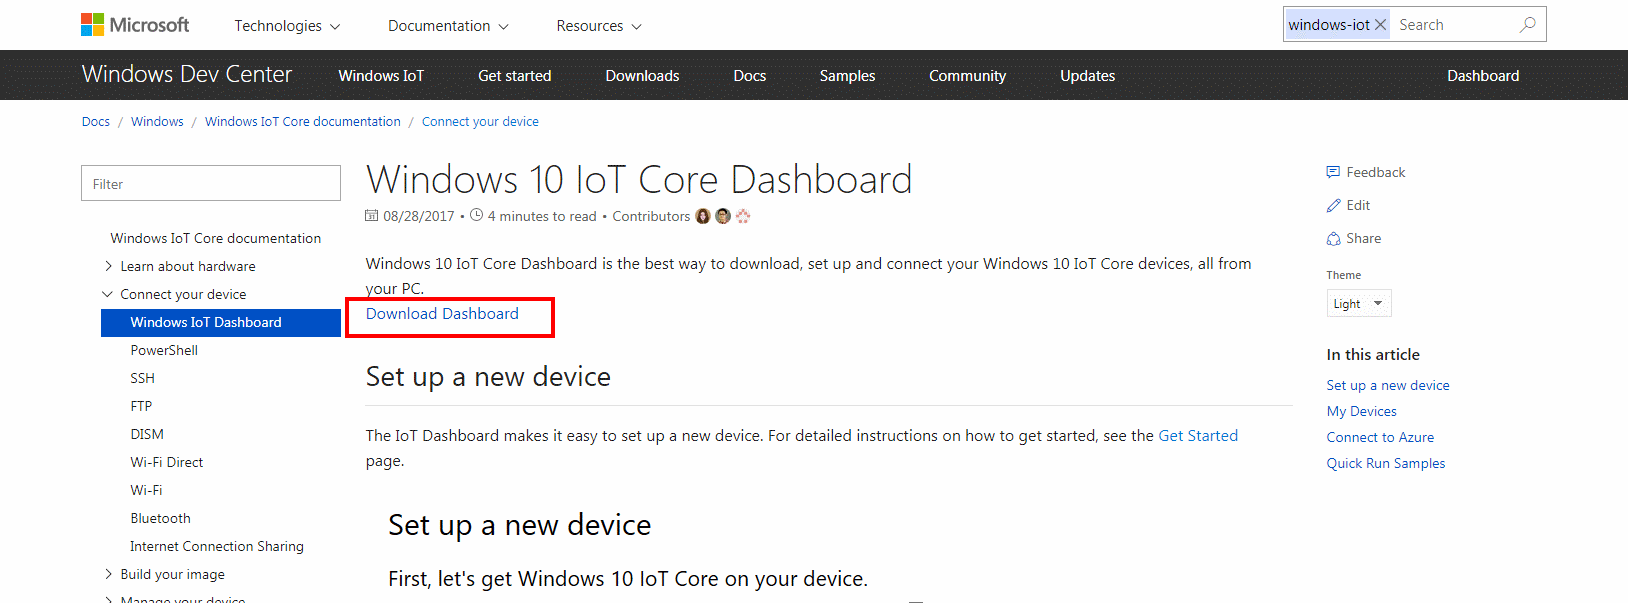 Microsoft Technologies Documentation Resources windows-iot Search
Windows Dev Center Windows IoT Get started Downloads Docs Samples Community Updates Dashboard
Docs / Windows / Windows IoT Core documentation / Connect your device
Filter
Windows IoT Core documentation
Learn about hardware
Connect your device
Windows IoT Dashboard
PowerShell
SSH
FTP
DISM
Wi-Fi Direct
Wi-Fi
Bluetooth
Internet Connection Sharing
Build your image
Manage your device
Windows 10 IoT Core Dashboard
08/28/2017 • 4 minutes to read • Contributors
Windows 10 IoT Core Dashboard is the best way to download, set up and connect your Windows 10 IoT Core devices, all from
your PC.
Download Dashboard
Set up a new device
The IoT Dashboard makes it easy to set up a new device. For detailed instructions on how to get started, see the Get Started
page.
Set up a new device
First, let's get Windows 10 IoT Core on your device.
Feedback
Edit
Share
Theme
Light
In this article
Set up a new device
My Devices
Connect to Azure
Quick Run Samples